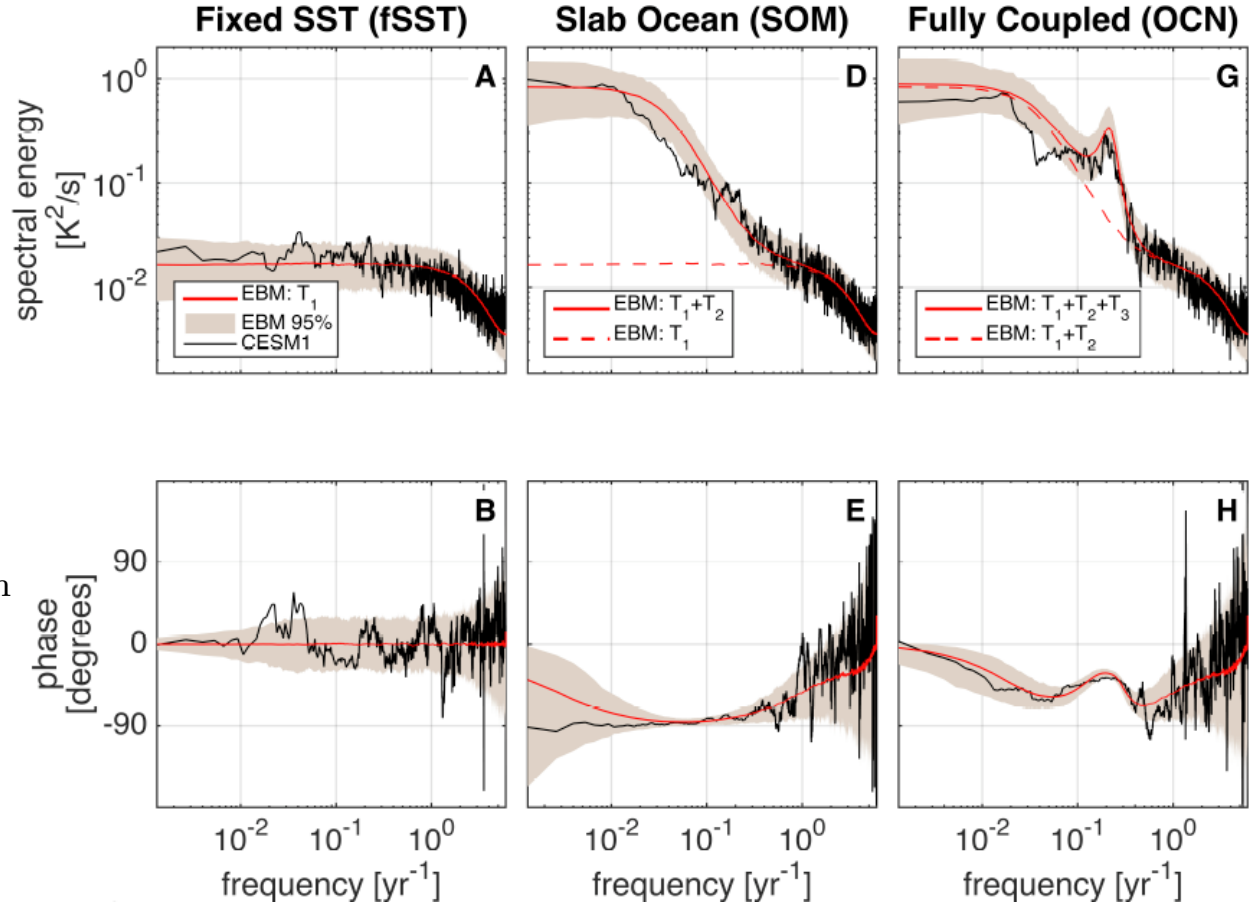 Fixed SST (fSST)
Slab Ocean (SOM)
Fully Coupled (OCN)
spectral energy
[K²/s]
10⁰
10⁻¹
10⁻²
A
EBM: T₁
EBM 95%
CESM1
D
EBM: T₁+T₂
EBM: T₁
G
EBM: T₁+T₂+T₃
EBM: T₁+T₂
n
phase
[degrees]
90
0
-90
B
E
H
10⁻² 10⁻¹ 10⁰
10⁻² 10⁻¹ 10⁰
10⁻² 10⁻¹ 10⁰
frequency [yr⁻¹]
frequency [yr⁻¹]
frequency [yr⁻¹]